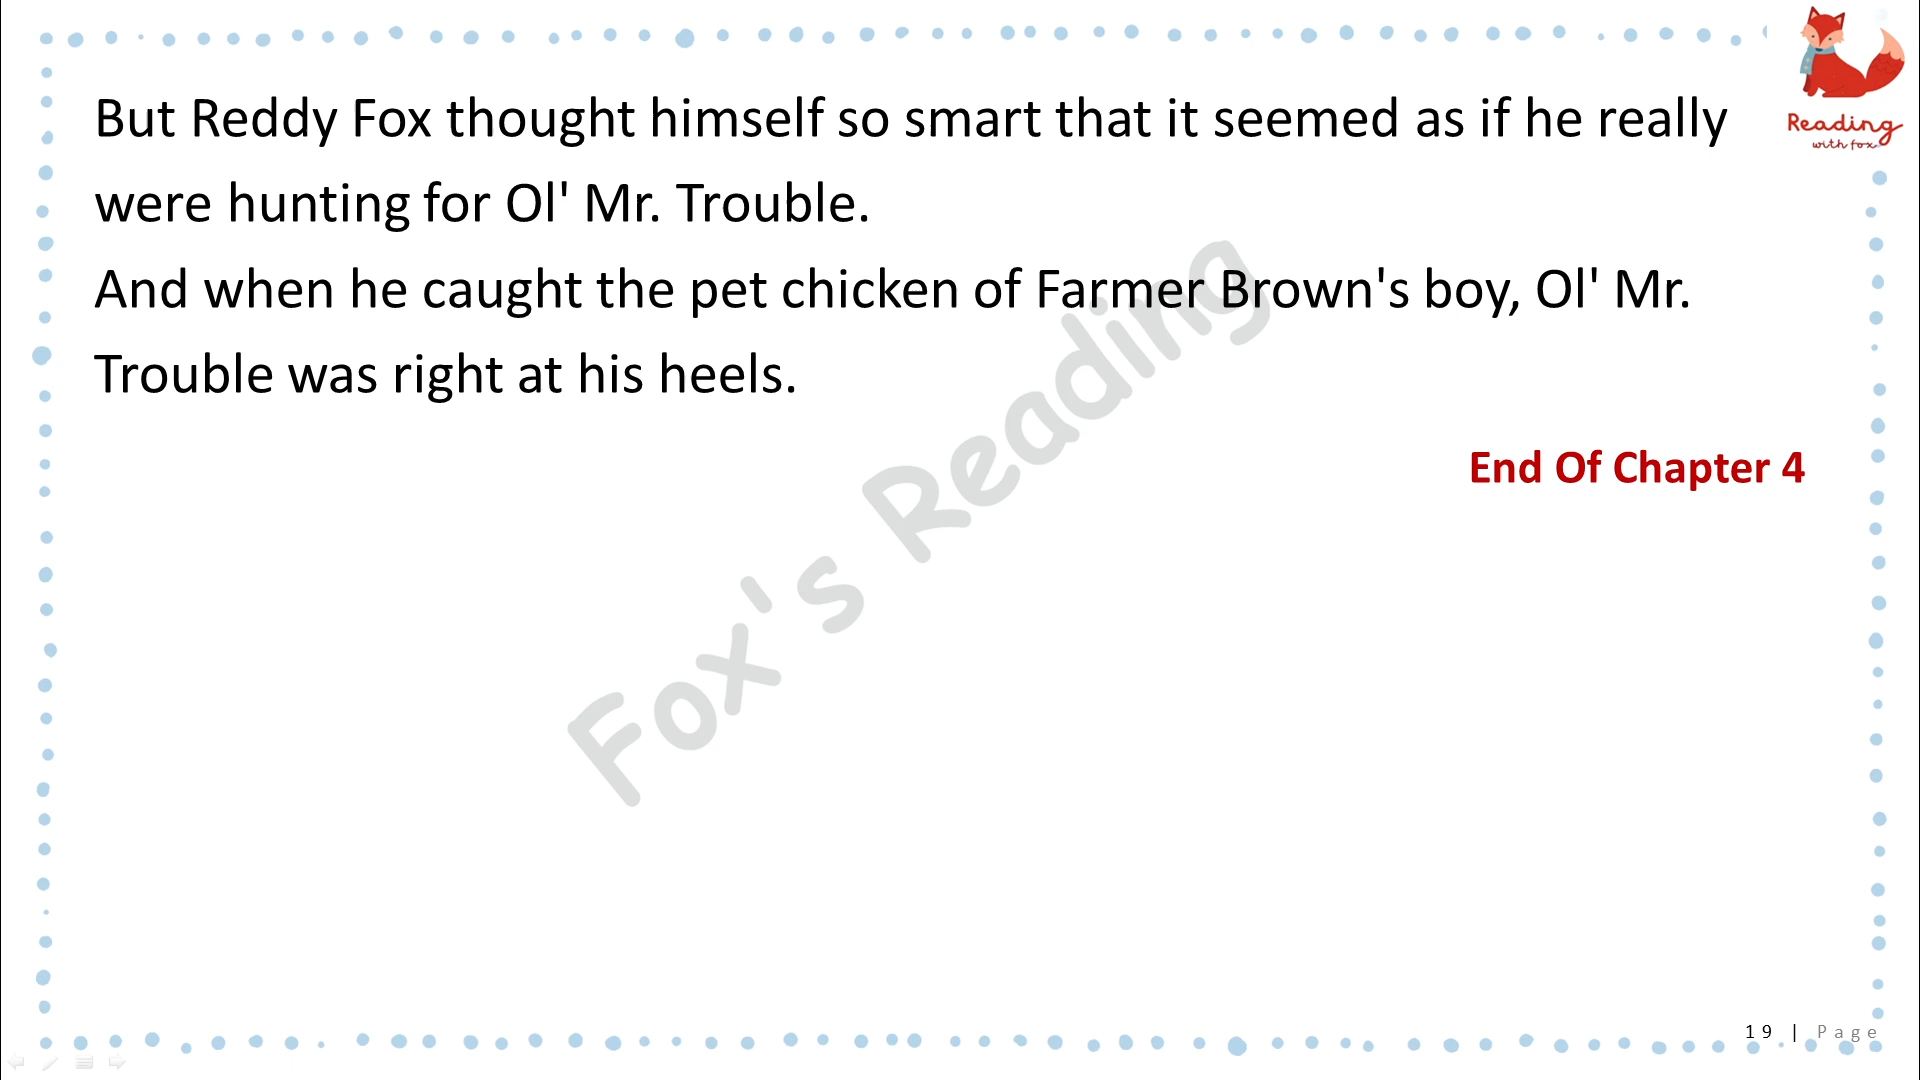 But Reddy Fox thought himself so smart that it seemed as if he really
were hunting for Ol' Mr. Trouble.
And when he caught the pet chicken of Farmer Brown's boy, Ol' Mr.
Trouble was right at his heels.
End Of Chapter 4
Fox's Reading
Reading
with fox
19 | Page